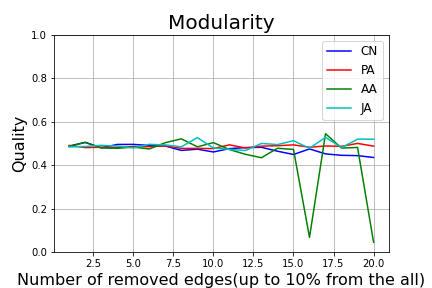 Modularity
1.0
0.8
0.6
0.4
0.2
0.0
Quality
CN
PA
AA
JA
2.5 5.0 7.5 10.0 12.5 15.0 17.5 20.0
Number of removed edges(up to 10% from the all)